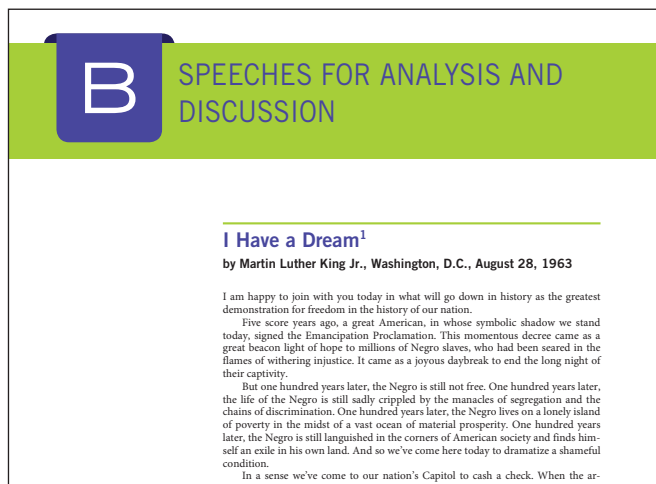 B
SPEECHES FOR ANALYSIS AND
DISCUSSION
I Have a Dream¹
by Martin Luther King Jr., Washington, D.C., August 28, 1963
I am happy to join with you today in what will go down in history as the greatest
demonstration for freedom in the history of our nation.
Five score years ago, a great American, in whose symbolic shadow we stand
today, signed the Emancipation Proclamation. This momentous decree came as a
great beacon light of hope to millions of Negro slaves, who had been seared in the
flames of withering injustice. It came as a joyous daybreak to end the long night of
their captivity.
But one hundred years later, the Negro is still not free. One hundred years later,
the life of the Negro is still sadly crippled by the manacles of segregation and the
chains of discrimination. One hundred years later, the Negro lives on a lonely island
of poverty in the midst of a vast ocean of material prosperity. One hundred years
later, the Negro is still languished in the corners of American society and finds him-
self an exile in his own land. And so we've come here today to dramatize a shameful
condition.
In a sense we've come to our nation's Capitol to cash a check. When the ar-